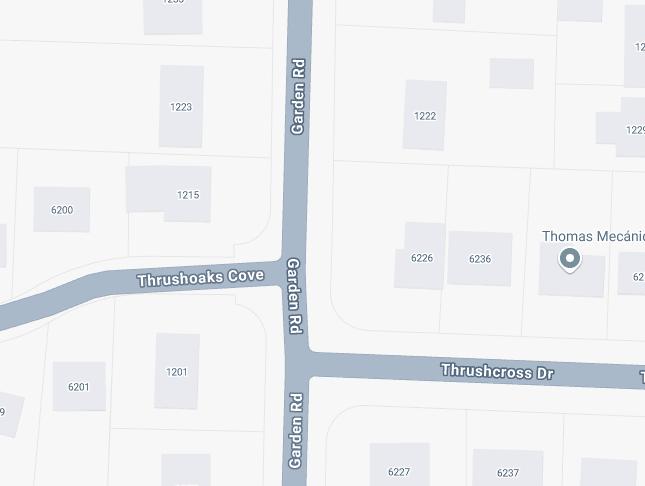 Garden Rd
1223
1222
1229
1215
6200
Thomas Mecánic
6226
6236
Thrushoaks Cove
Garden Rd
Thrushcross Dr
1201
6201
Garden Rd
6227
6237